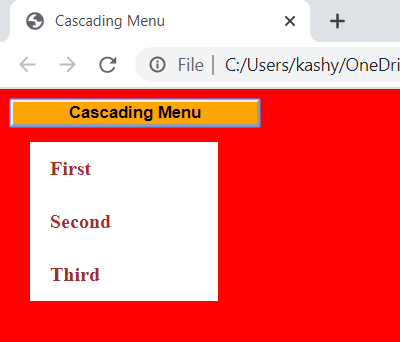 Cascading Menu
File
C:/Users/kashy/OneDri
Cascading Menu
First
Second
Third